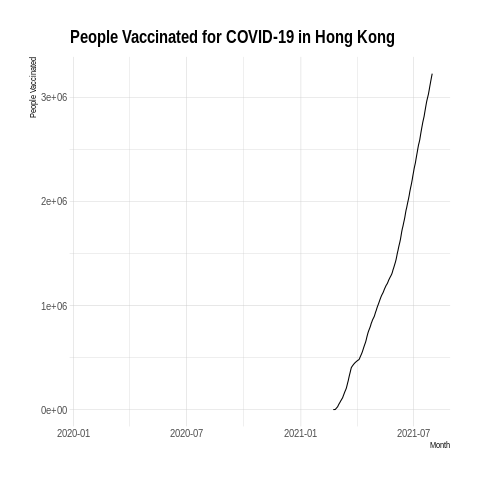 People Vaccinated for COVID-19 in Hong Kong
People Vaccinated
3e+06
2e+06
1e+06
0e+00
2020-01 2020-07 2021-01 2021-07
Month